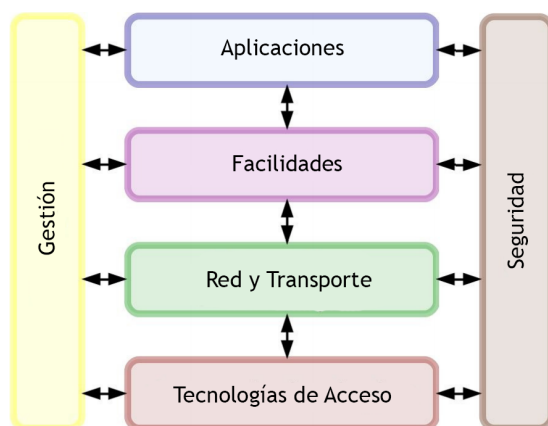 Aplicaciones
Facilidades
Red y Transporte
Tecnologías de Acceso
Gestión
Seguridad